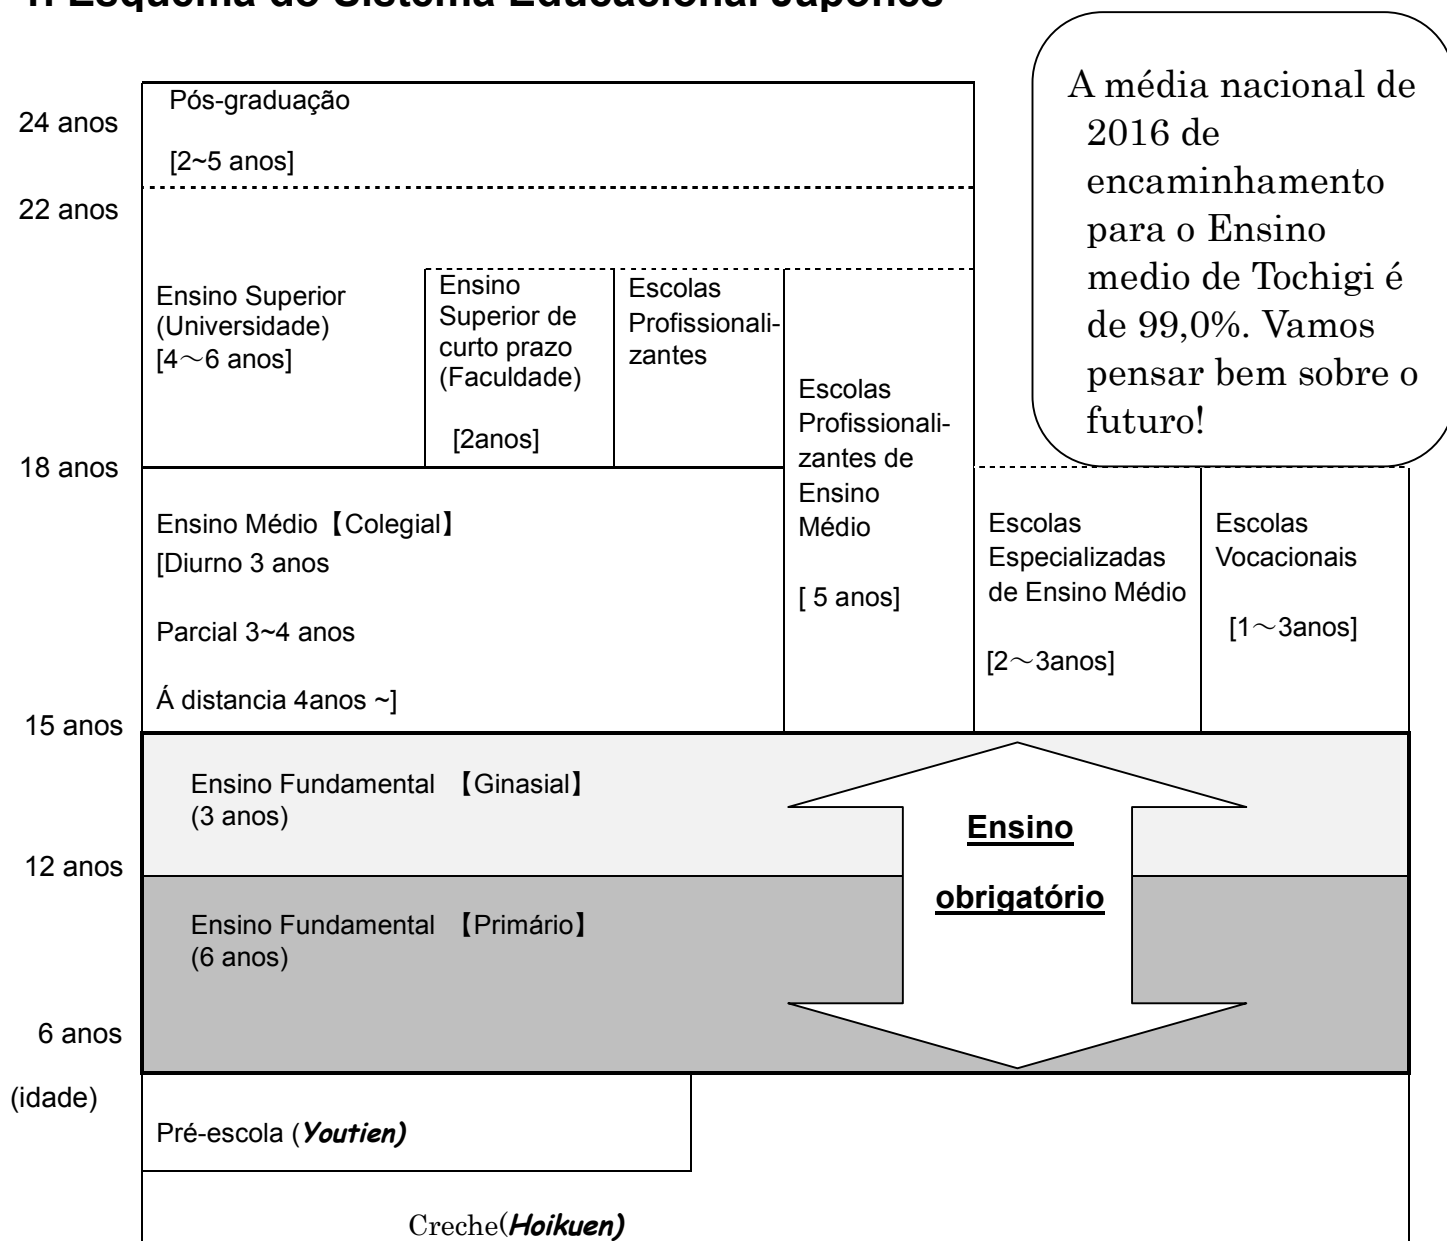 1. Esquema do Sistema Educacional Japonês
A média nacional de
2016 de
encaminhamento
para o Ensino
medio de Tochigi é
de 99,0%. Vamos
pensar bem sobre o
futuro!
24 anos
Pós-graduação
[2~5 anos]
22 anos
Ensino Superior
(Universidade)
[4～6 anos]
Ensino
Superior de
curto prazo
(Faculdade)
[2anos]
Escolas
Profissionali-
zantes
Escolas
Profissionali-
zantes de
Ensino
Médio
[ 5 anos]
18 anos
Ensino Médio【Colegial】
[Diurno 3 anos
Parcial 3~4 anos
Á distancia 4anos ~]
Escolas
Especializadas
de Ensino Médio
[2～3anos]
Escolas
Vocacionais
[1～3anos]
15 anos
Ensino Fundamental 【Ginasial】
(3 anos)
Ensino
obrigatório
12 anos
Ensino Fundamental 【Primário】
(6 anos)
6 anos
(idade)
Pré-escola (Youtien)
Creche(Hoikuen)